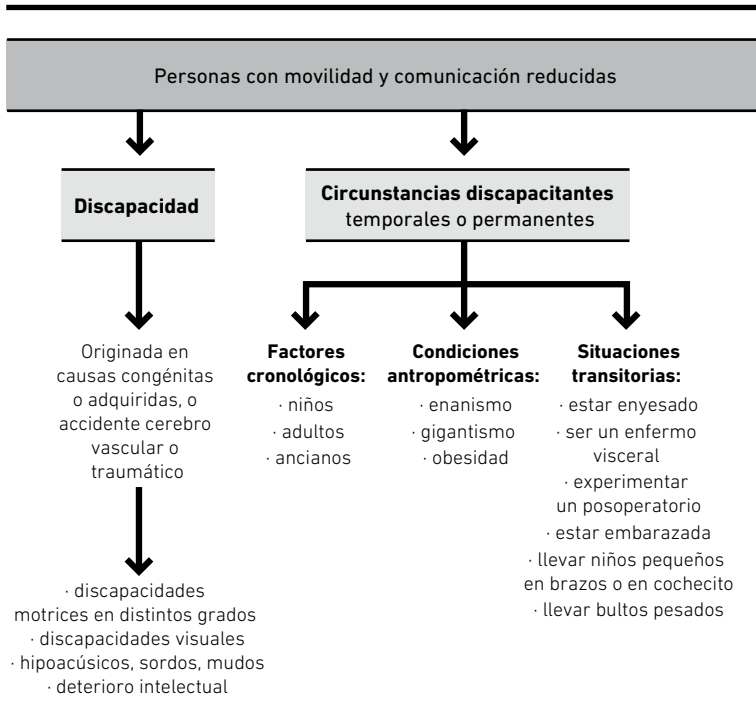 Personas con movilidad y comunicación reducidas
Discapacidad
Circunstancias discapacitantes
temporales o permanentes
Originada en
causas congénitas
o adquiridas, o
accidente cerebro
vascular o
traumático
· discapacidades
motrices en distintos grados
· discapacidades visuales
· hipoacúsicos, sordos, mudos
· deterioro intelectual
Factores
cronológicos:
· niños
· adultos
· ancianos
Condiciones
antropométricas:
· enanismo
· gigantismo
· obesidad
Situaciones
transitorias:
· estar enyesado
· ser un enfermo
visceral
· experimentar
un posoperatorio
· estar embarazada
· llevar niños pequeños
en brazos o en cochecito
· llevar bultos pesados